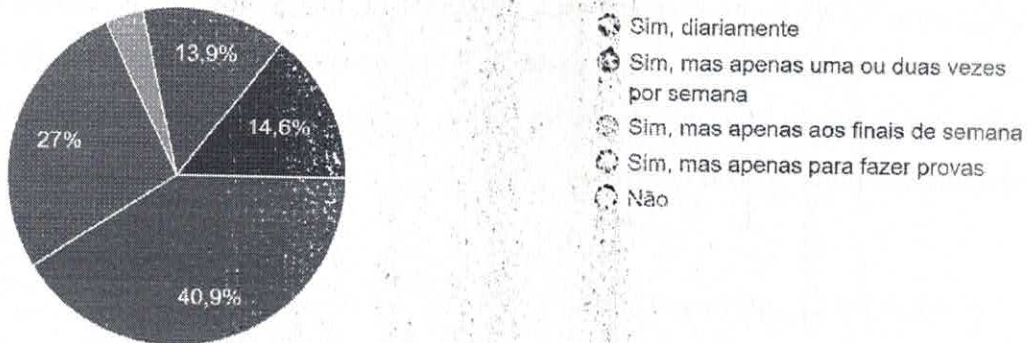 13,9%
14,6%
27%
40,9%
Sim, diariamente
Sim, mas apenas uma ou duas vezes
por semana
Sim, mas apenas aos finais de semana
Sim, mas apenas para fazer provas
Não